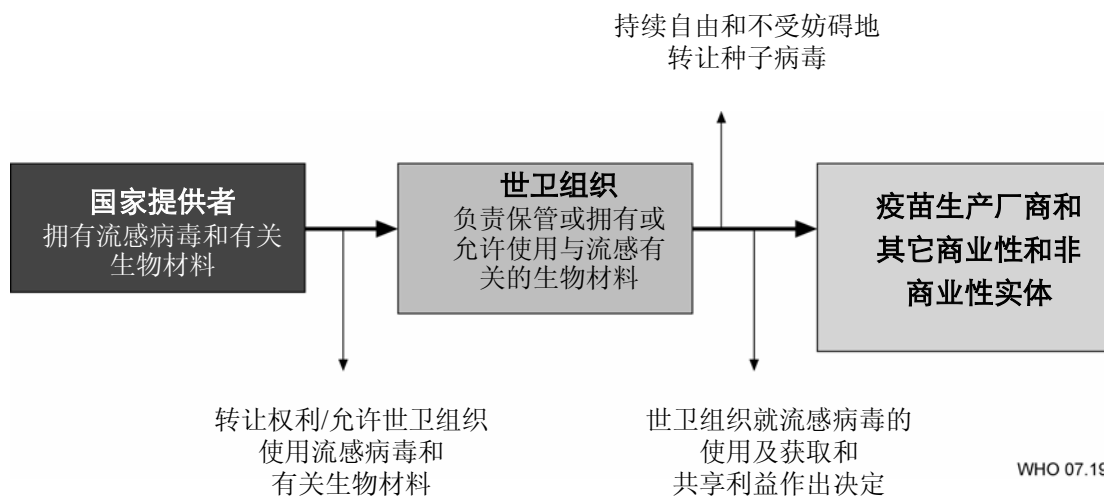 持续自由和不受妨碍地
转让种子病毒
国家提供者
拥有流感病毒和有关
生物材料
世卫组织
负责保管或拥有或
允许使用与流感有
关的生物材料
疫苗生产厂商和
其它商业性和非
商业性实体
转让权利/允许世卫组织
使用流感病毒和
有关生物材料
世卫组织就流感病毒的
使用及获取和
共享利益作出决定
WHO 07.19